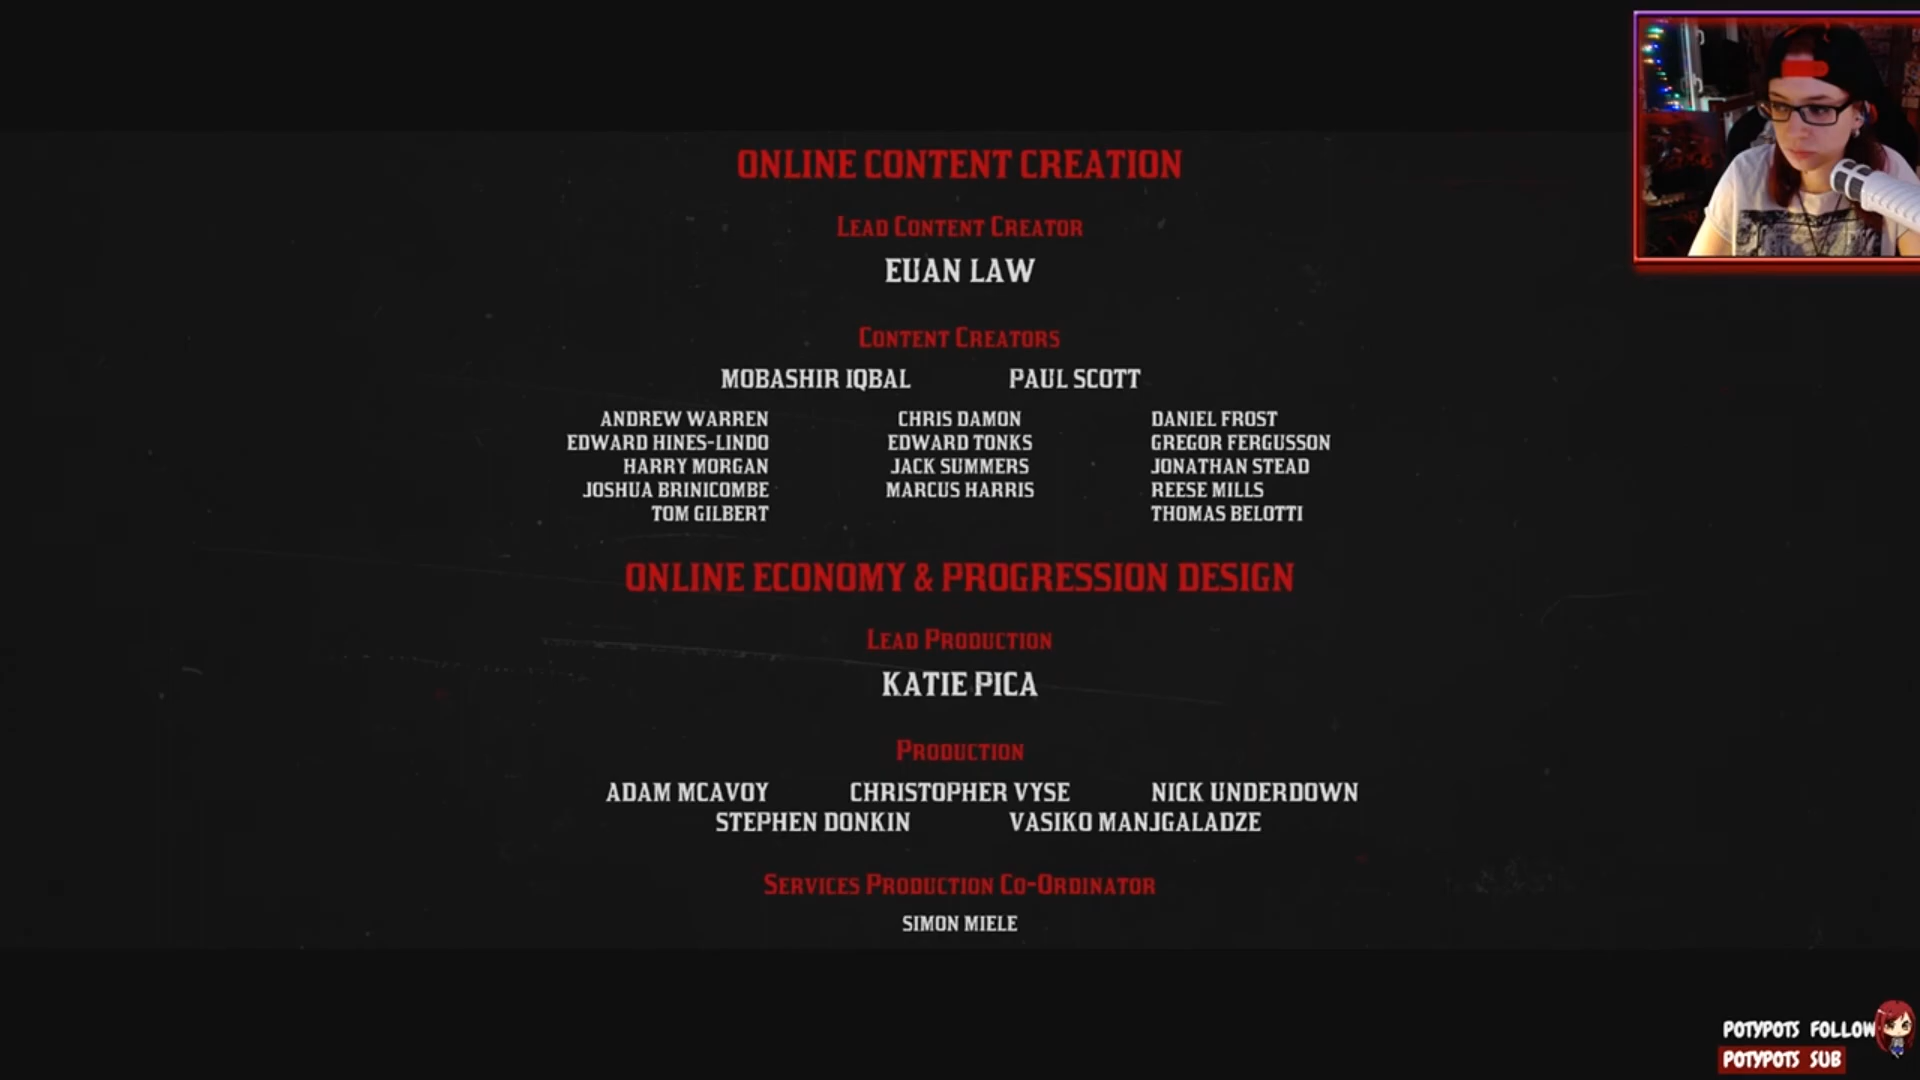 ONLINE CONTENT CREATION
LEAD CONTENT CREATOR
EUAN LAW
CONTENT CREATORS
MOBASHIR IQBAL PAUL SCOTT
ANDREW WARREN CHRIS DAMON DANIEL FROST
EDWARD HINES-LINDO EDWARD TONKS GREGOR FERGUSSON
HARRY MORGAN JACK SUMMERS JONATHAN STEAD
JOSHUA BRINICOMBE MARCUS HARRIS REESE MILLS
TOM GILBERT THOMAS BELOTTI
ONLINE ECONOMY & PROGRESSION DESIGN
LEAD PRODUCTION
KATIE PICA
PRODUCTION
ADAM MCAVOY CHRISTOPHER VYSE NICK UNDERDOWN
STEPHEN DONKIN VASIKO MANJGALADZE
SERVICES PRODUCTION CO-ORDINATOR
SIMON MIELE
POTYPOTS FOLLOW
POTYPOTS SUB